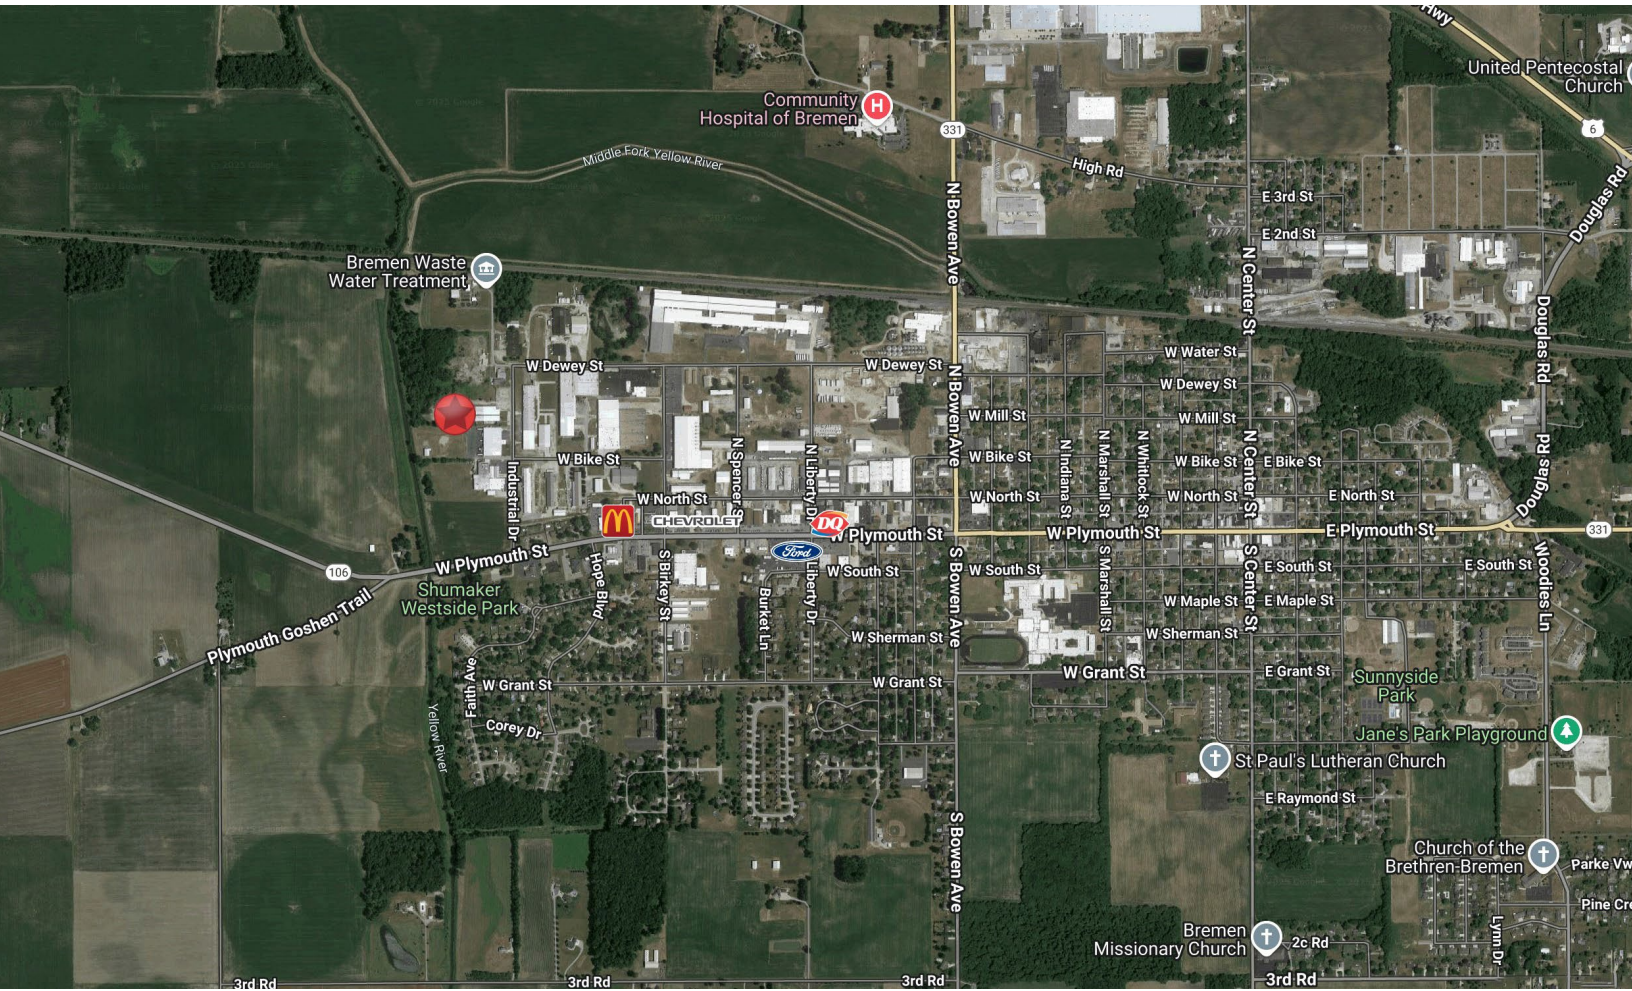 Hwy
United Pentecostal
Church
Community
Hospital of Bremen
H
331
6
Middle Fork Yellow River
High Rd
E 3rd St
Douglas Rd
N Bowen Ave
E 2nd St
Bremen Waste
Water Treatment
N Center St
Douglas Rd
W Water St
W Dewey St
W Dewey St
N Bowen Ave
W Dewey St
W Mill St
W Mill St
N Spencer St
N Liberty Dr
N Indiana St
N Marshall St
N Whitlock St
N Center St
Douglas Rd
W Bike St
W Bike St
W Bike St
E Bike St
Industrial Dr
W North St
W North St
W North St
E North St
CHEVROLET
DQ
W Plymouth St
W Plymouth St
E Plymouth St
331
Ford
W Plymouth St
106
Hope Blvd
S Birkey St
Burket Ln
Liberty Dr
W South St
S Bowen Ave
W South St
S Marshall St
S Center St
E South St
E South St
Woodies Ln
Shumaker
Westside Park
Plymouth Goshen Trail
W Maple St
E Maple St
W Sherman St
W Sherman St
Faith Ave
W Grant St
W Grant St
W Grant St
E Grant St
Sunnyside
Park
Yellow River
Corey Dr
Jane's Park Playground
St Paul's Lutheran Church
E Raymond St
S Bowen Ave
Church of the
Brethren-Bremen
Parke Vw
Pine Cre
Lynn Dr
Bremen
Missionary Church
2c Rd
3rd Rd
3rd Rd
3rd Rd
3rd Rd